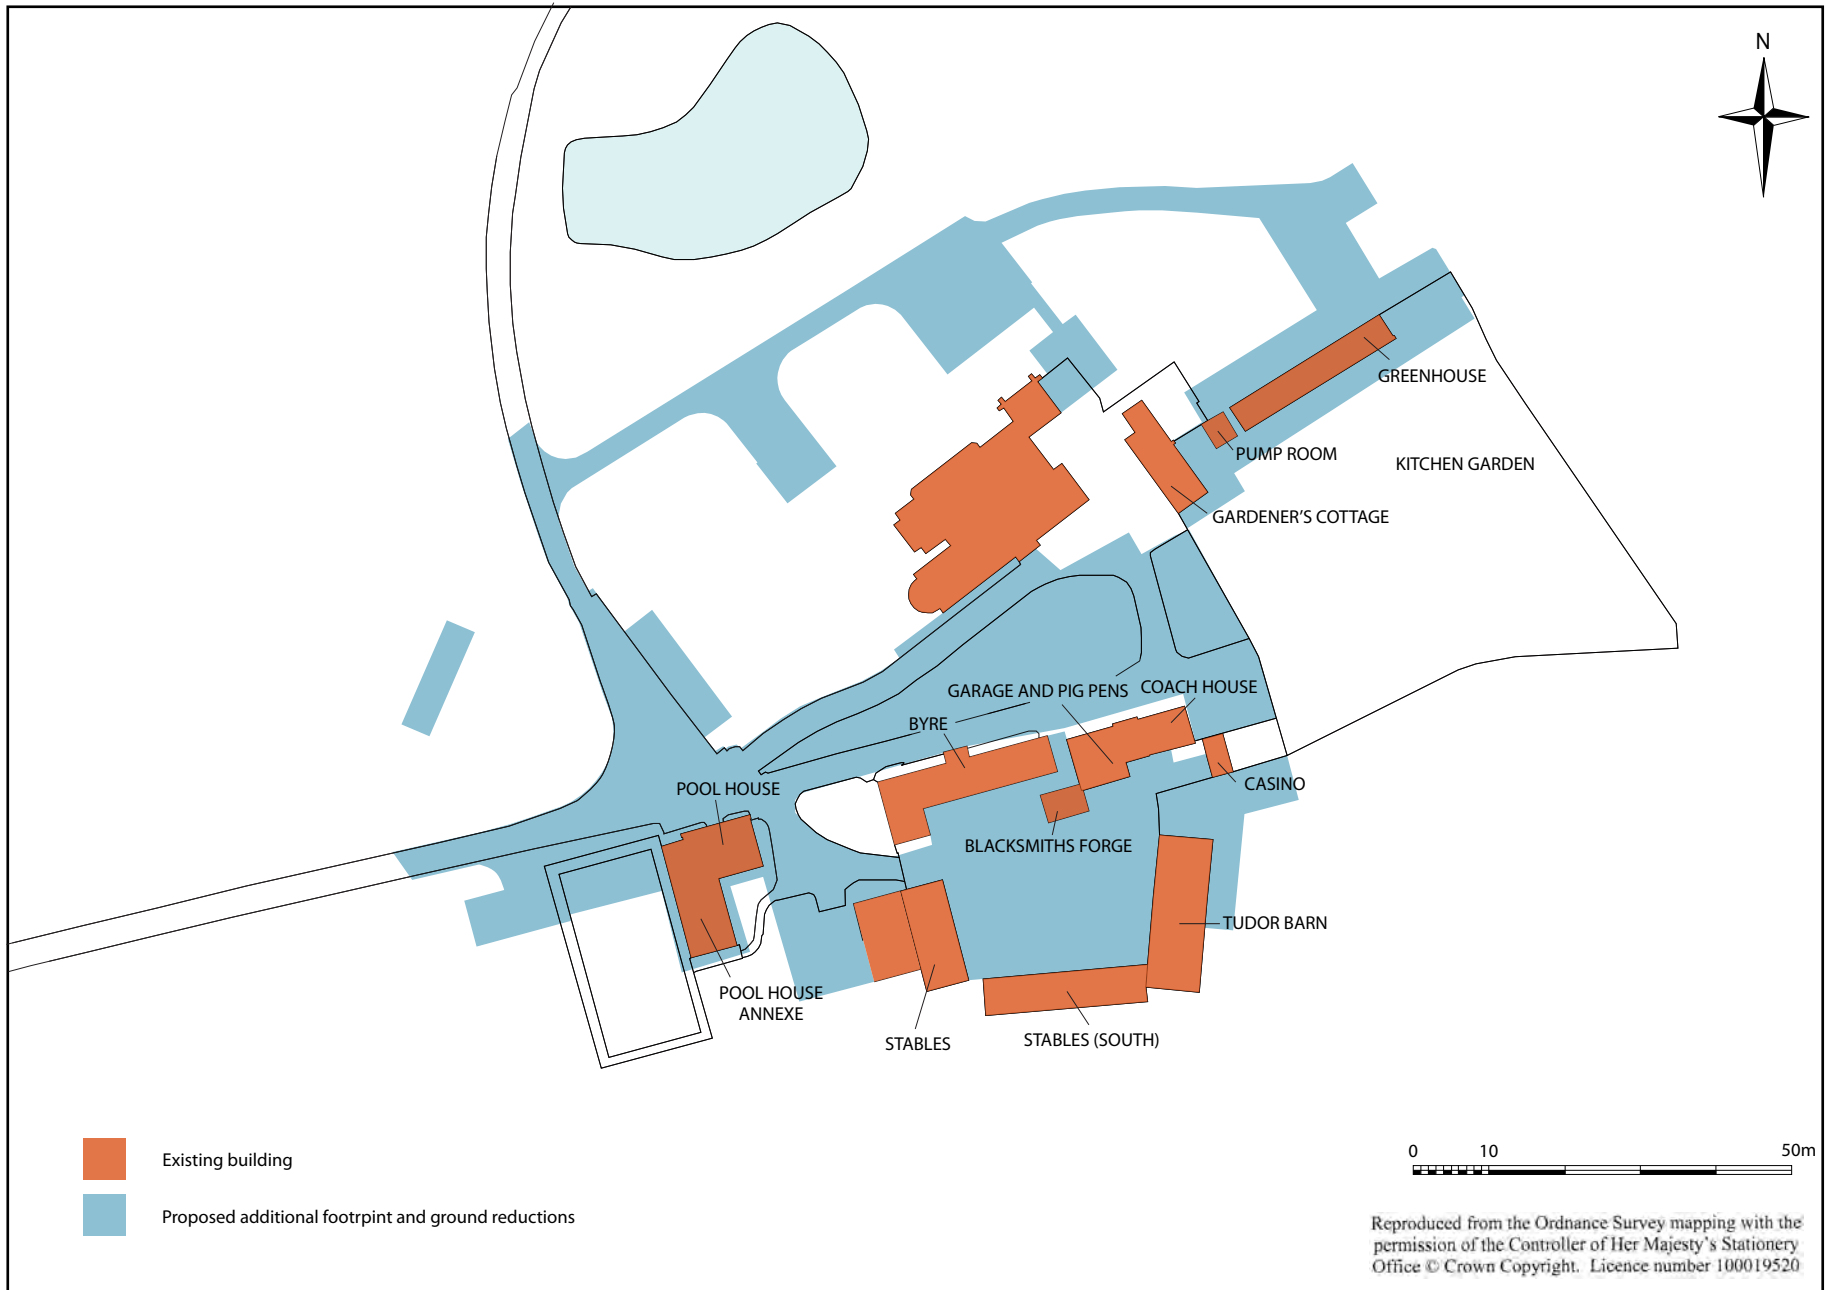 N
GREENHOUSE
PUMP ROOM
KITCHEN GARDEN
GARDENER'S COTTAGE
GARAGE AND PIG PENS
COACH HOUSE
BYRE
POOL HOUSE
CASINO
BLACKSMITHS FORGE
TUDOR BARN
POOL HOUSE
ANNEXE
STABLES
STABLES (SOUTH)
Existing building
Proposed additional footrpint and ground reductions
0 10 50m
Reproduced from the Ordnance Survey mapping with the
permission of the Controller of Her Majesty's Stationery
Office © Crown Copyright. Licence number 100019520